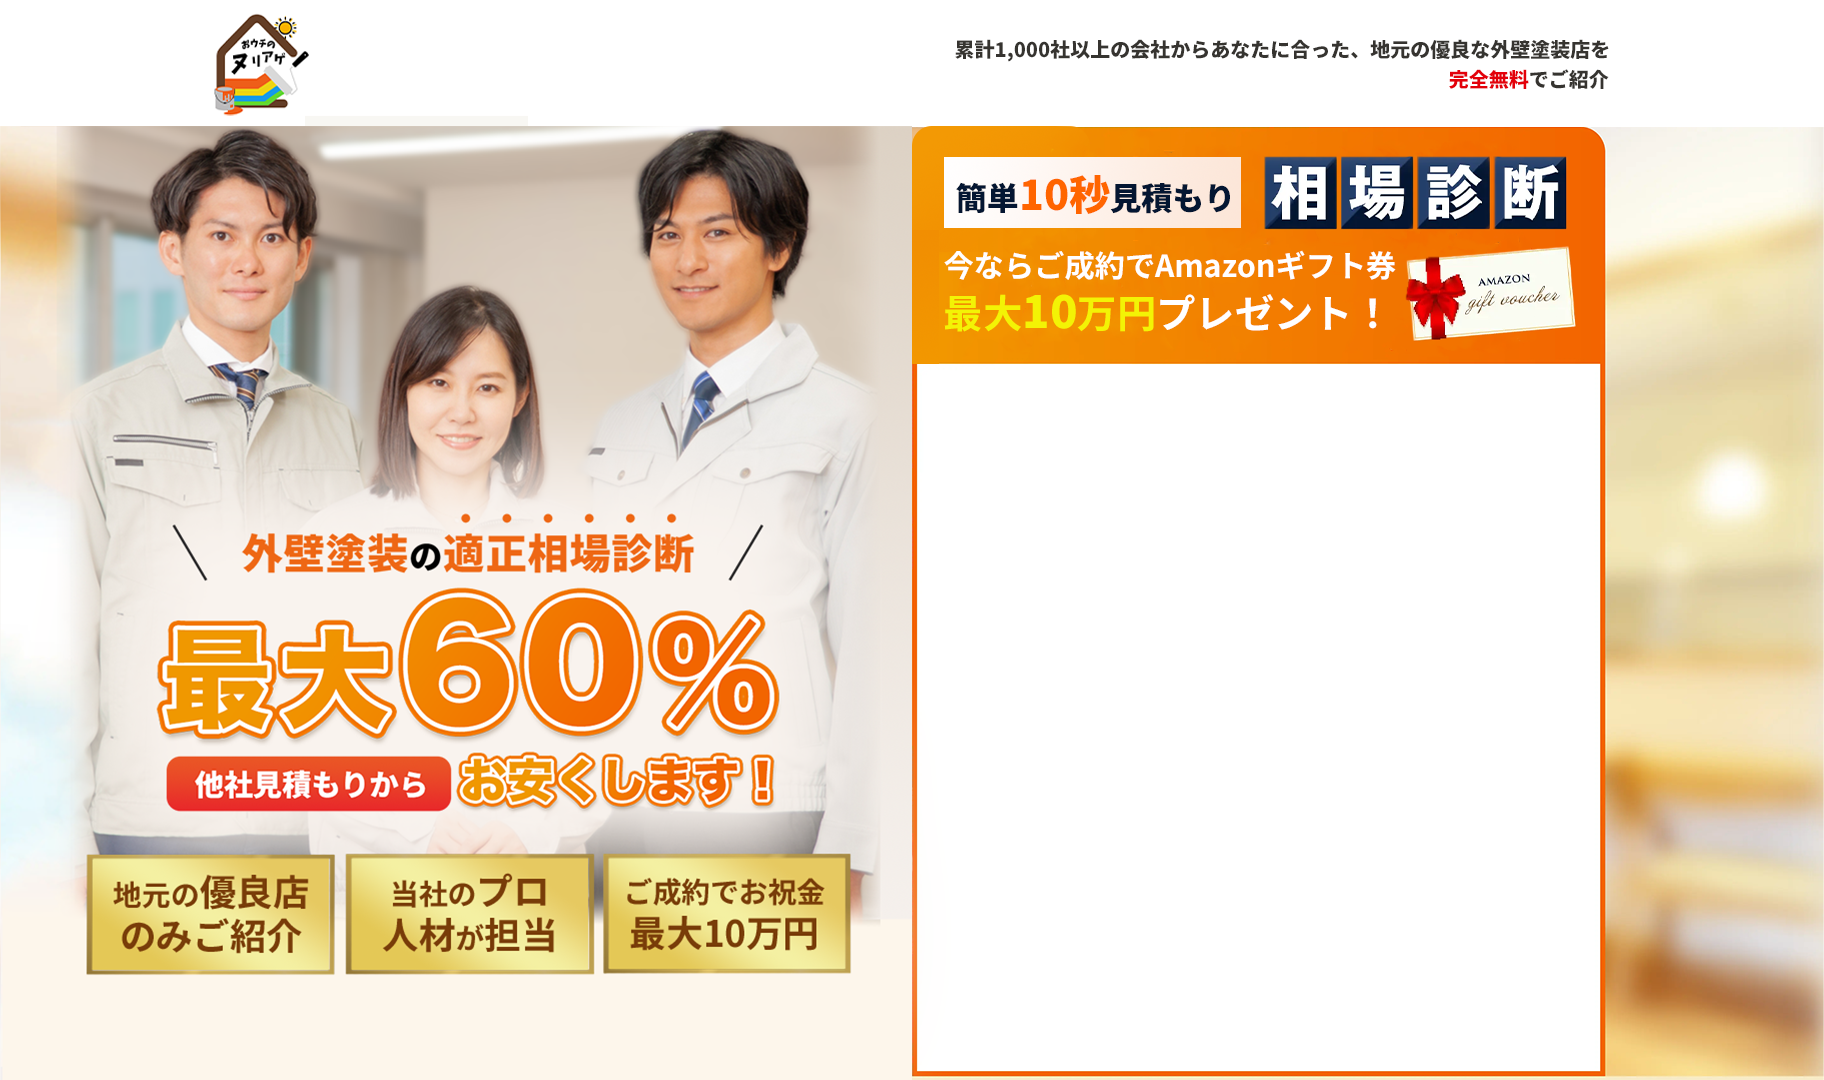 おウチの
ヌリアゲ
累計1,000社以上の会社からあなたに合った、地元の優良な外壁塗装店を
完全無料でご紹介
簡単10秒見積もり 相場診断
今ならご成約でAmazonギフト券
最大10万円プレゼント！
AMAZON
gift voucher
外壁塗装の適正相場診断
最大60%
他社見積もりから お安くします！
地元の優良店
のみご紹介
当社のプロ
人材が担当
ご成約でお祝金
最大10万円